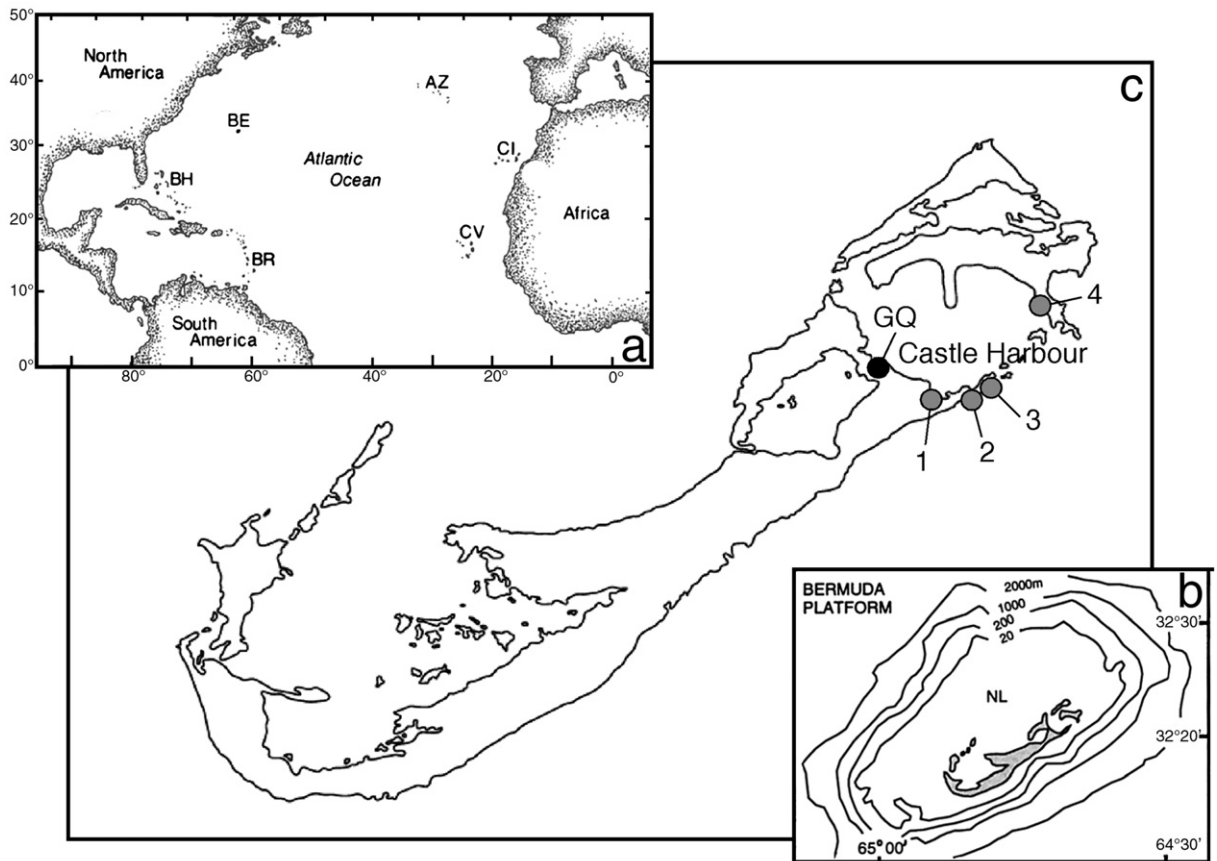 50°
40°
30°
20°
10°
0°
80°
60°
40°
20°
0°
North
America
BE
AZ
Atlantic
Ocean
CI
BH
CV
Africa
BR
South
America
a
c
GQ
Castle Harbour
4
3
2
1
BERMUDA
PLATFORM
b
2000m
1000
200
20
NL
32°30'
32°20'
65°00'
64°30'